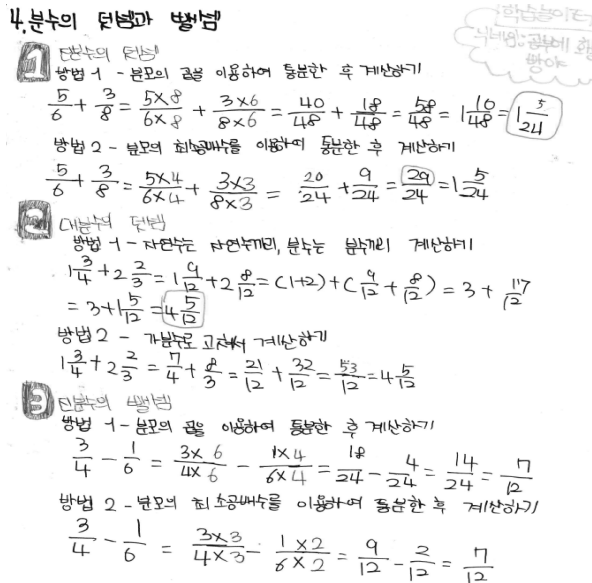 4. 분수의 덧셈과 뺄셈
1 진분수의 덧셈
방법 1 - 분모의 곱을 이용하여 통분한 후 계산하기
5/6 + 3/8 = 5×8/6×8 + 3×6/8×6 = 40/48 + 18/48 = 58/48 = 1 10/48 = 1 5/24
방법 2 - 분모의 최소공배수를 이용하여 통분한 후 계산하기
5/6 + 3/8 = 5×4/6×4 + 3×3/8×3 = 20/24 + 9/24 = 29/24 = 1 5/24
2 대분수의 덧셈
방법 1 - 자연수는 자연수끼리, 분수는 분수끼리 계산하기
1 3/4 + 2 2/3 = 1 9/12 + 2 8/12 = (1+2) + (9/12 + 8/12) = 3 + 17/12
= 3 + 1 5/12 = 4 5/12
방법 2 - 가분수로 고쳐서 계산하기
1 3/4 + 2 2/3 = 7/4 + 8/3 = 21/12 + 32/12 = 53/12 = 4 5/12
3 진분수의 뺄셈
방법 1 - 분모의 곱을 이용하여 통분한 후 계산하기
3/4 - 1/6 = 3×6/4×6 - 1×4/6×4 = 18/24 - 4/24 = 14/24 = 7/12
방법 2 - 분모의 최소공배수를 이용하여 통분한 후 계산하기
3/4 - 1/6 = 3×3/4×3 - 1×2/6×2 = 9/12 - 2/12 = 7/12